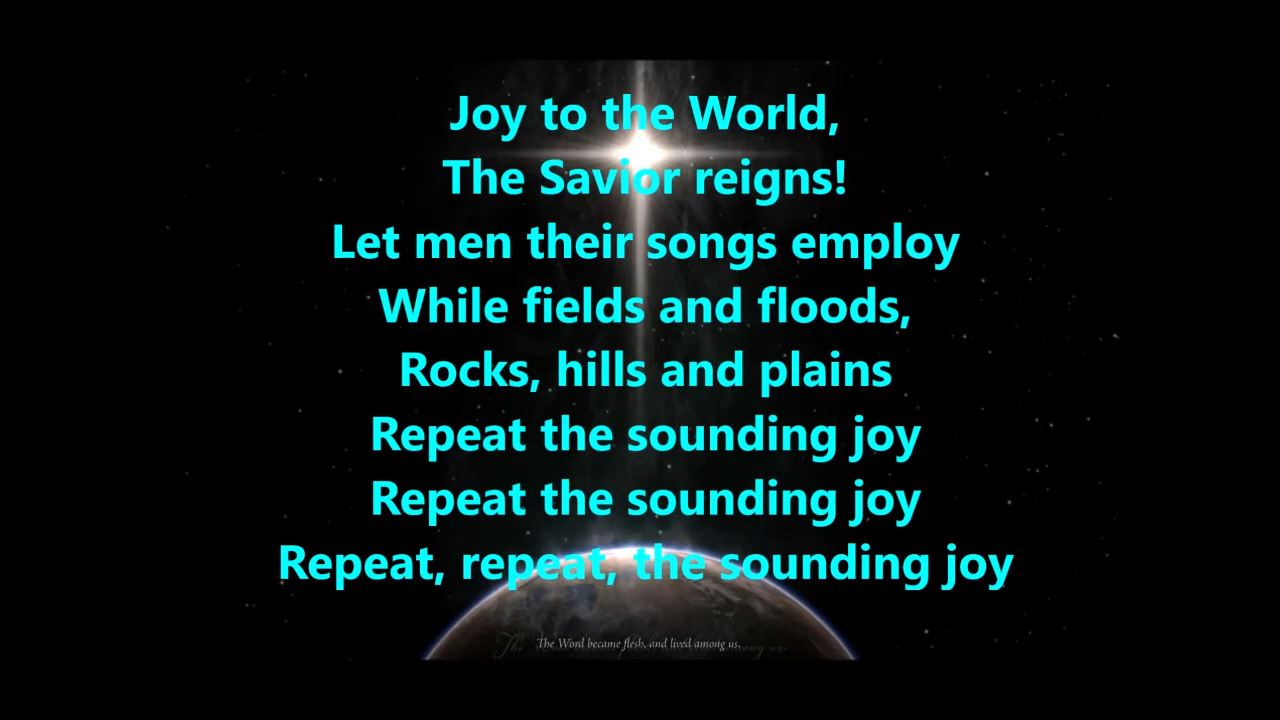 Joy to the World,
The Savior reigns!
Let men their songs employ
While fields and floods,
Rocks, hills and plains
Repeat the sounding joy
Repeat the sounding joy
Repeat, repeat, the sounding joy
The Word became flesh, and lived among us.